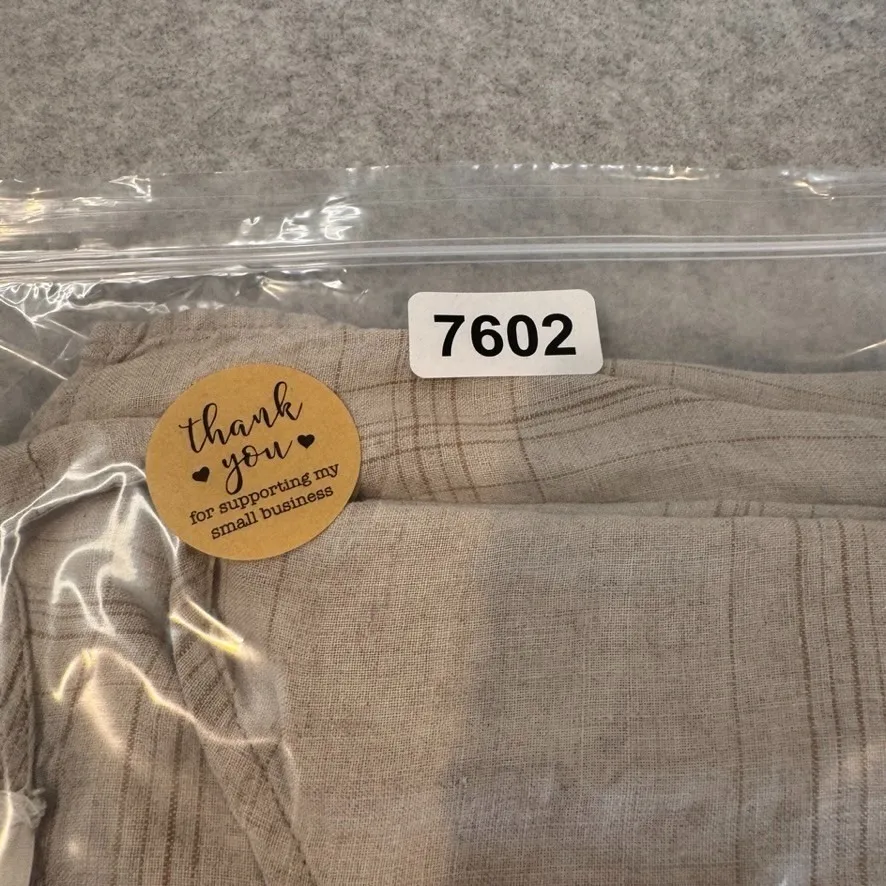 7602
thank
you
for supporting my
small business